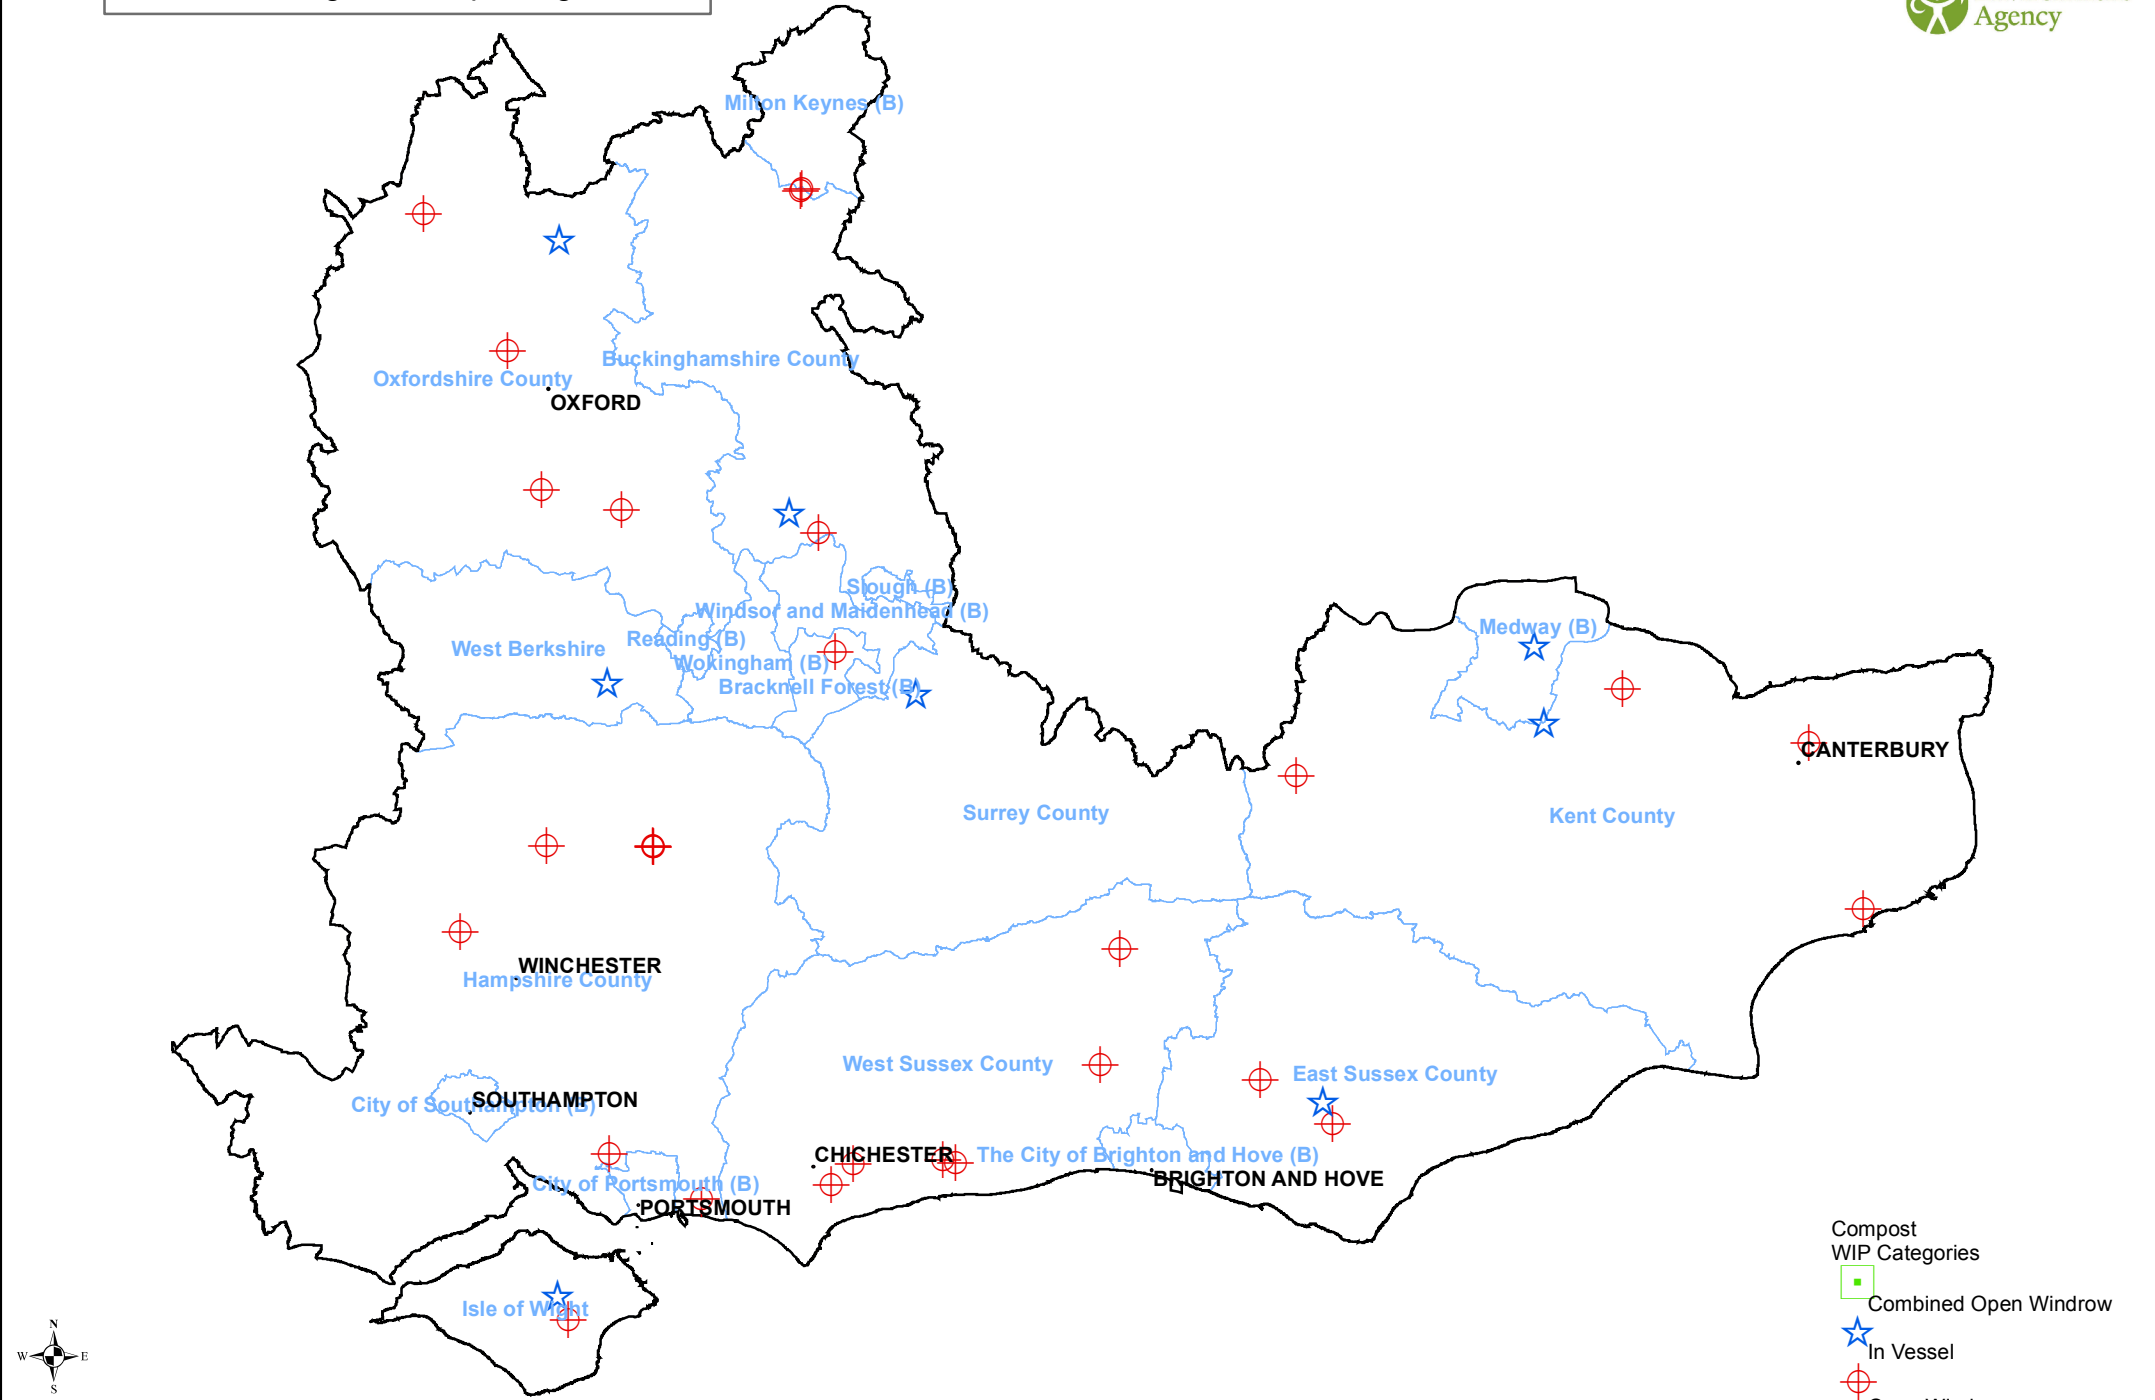 Agency
Milton Keynes (B)
Buckinghamshire County
Oxfordshire County
OXFORD
Slough (B)
Windsor and Maidenhead (B)
Reading (B)
West Berkshire
Wokingham (B)
Bracknell Forest (B)
Medway (B)
CANTERBURY
Surrey County
Kent County
WINCHESTER
Hampshire County
West Sussex County
East Sussex County
SOUTHAMPTON
City of Southampton (B)
CHICHESTER
The City of Brighton and Hove (B)
BRIGHTON AND HOVE
City of Portsmouth (B)
PORTSMOUTH
Isle of Wight
Compost
WIP Categories
Combined Open Windrow
In Vessel
N
W E
S